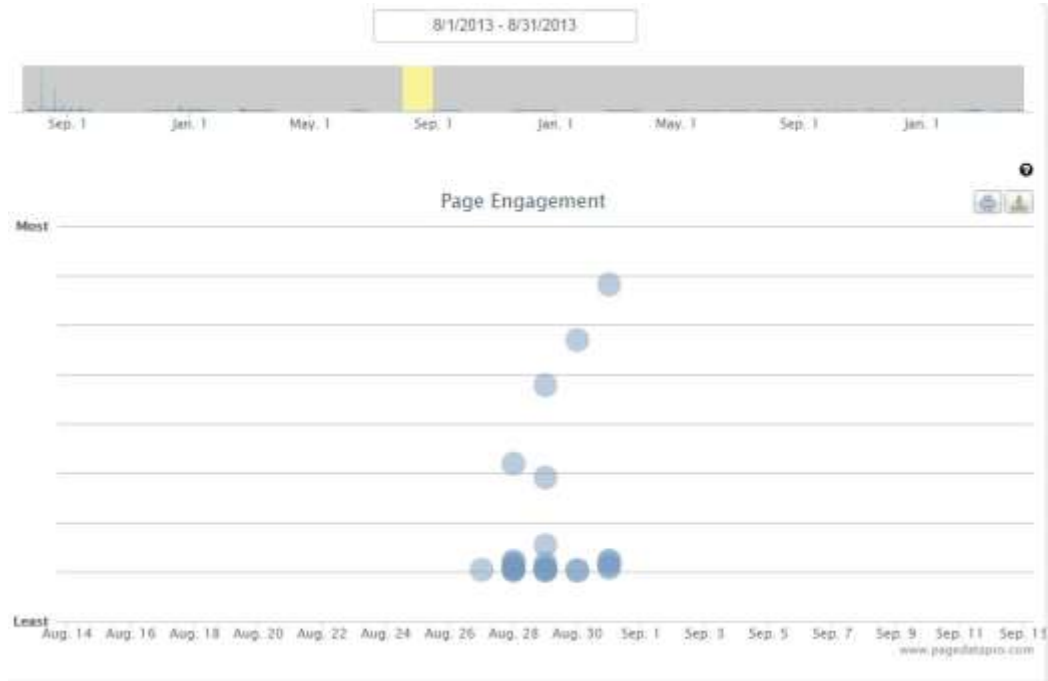 8/1/2013 - 8/31/2013
Sep. 1 Jan. 1 May. 1 Sep. 1 Jan. 1 May. 1 Sep. 1 Jan. 1
Page Engagement
Most
Least
Aug. 14 Aug. 16 Aug. 18 Aug. 20 Aug. 22 Aug. 24 Aug. 26 Aug. 28 Aug. 30 Sep. 1 Sep. 3 Sep. 5 Sep. 7 Sep. 9 Sep. 11 Sep. 13
www.pagedatapro.com